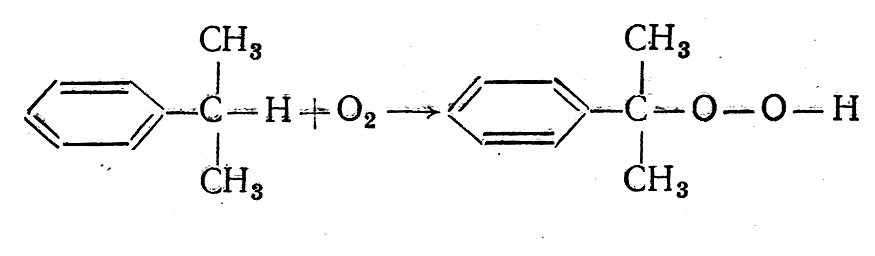 CH₃ CH₃
C—H + O₂ → C—O—O—H
CH₃ CH₃